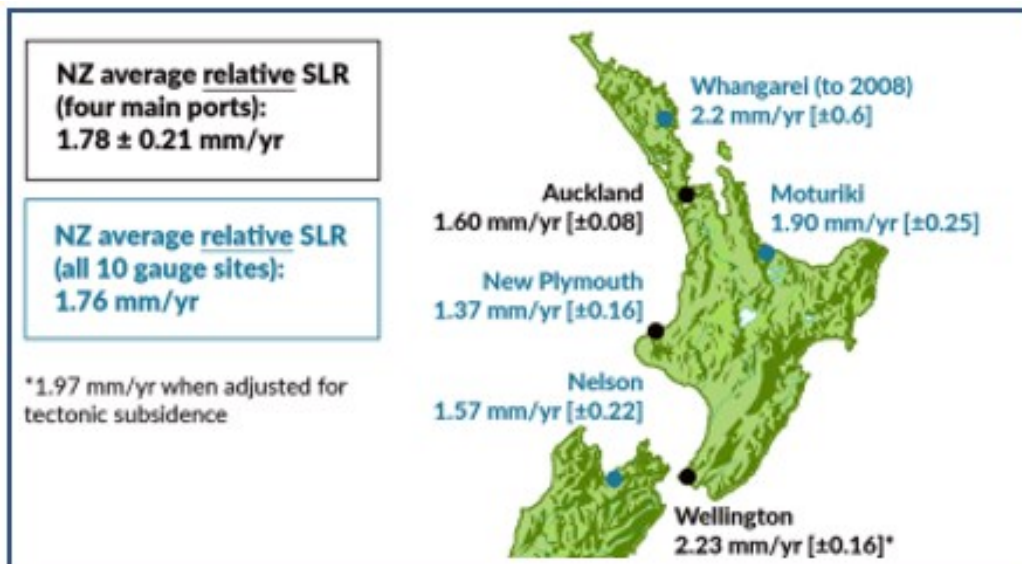 NZ average relative SLR
(four main ports):
1.78 ± 0.21 mm/yr
NZ average relative SLR
(all 10 gauge sites):
1.76 mm/yr
*1.97 mm/yr when adjusted for
tectonic subsidence
Whangarei (to 2008)
2.2 mm/yr [±0.6]
Auckland
1.60 mm/yr [±0.08]
Moturiki
1.90 mm/yr [±0.25]
New Plymouth
1.37 mm/yr [±0.16]
Nelson
1.57 mm/yr [±0.22]
Wellington
2.23 mm/yr [±0.16]*